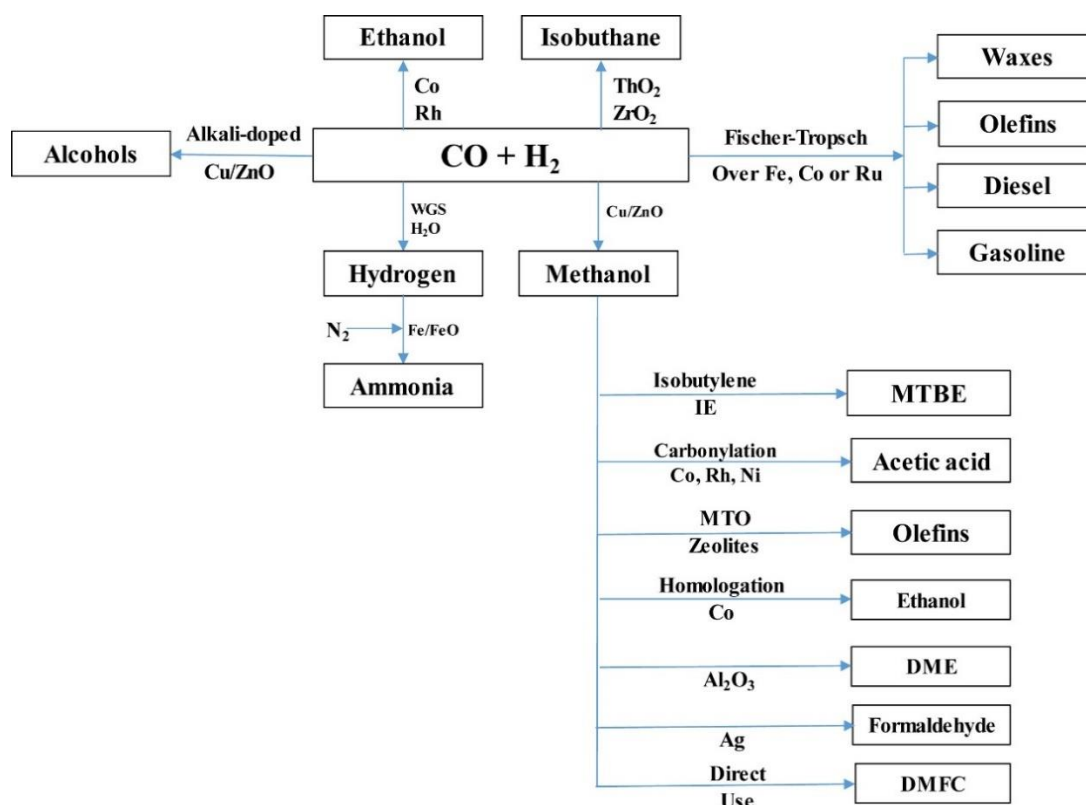 Ethanol
Isobuthane
Waxes
Co
Rh
ThO₂
ZrO₂
Olefins
Alcohols
Alkali-doped
Cu/ZnO
CO + H₂
Fischer-Tropsch
Over Fe, Co or Ru
Diesel
Gasoline
WGS
H₂O
Cu/ZnO
Hydrogen
Methanol
N₂
Fe/FeO
Ammonia
Isobutylene
IE
MTBE
Carbonylation
Co, Rh, Ni
Acetic acid
MTO
Zeolites
Olefins
Homologation
Co
Ethanol
Al₂O₃
DME
Ag
Formaldehyde
Direct
Use
DMFC